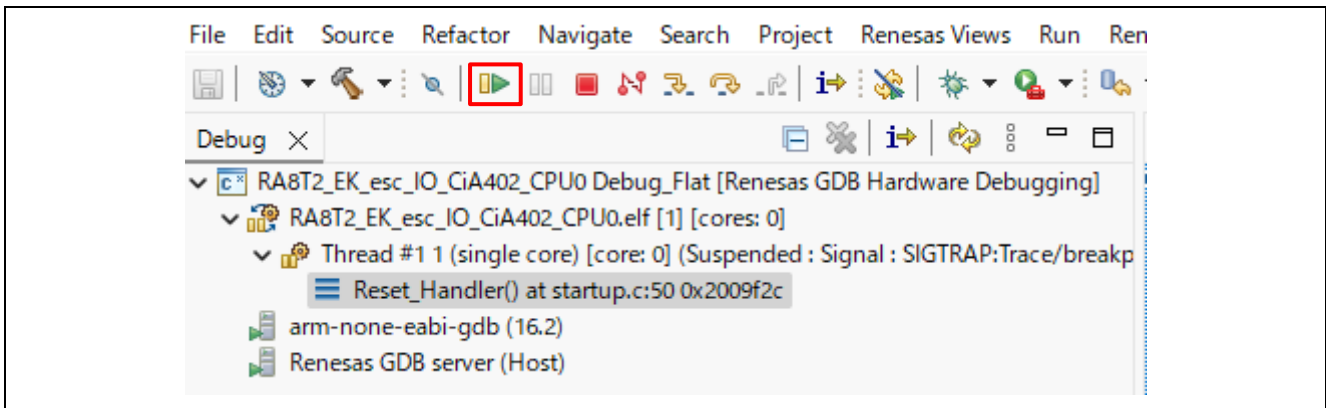 File Edit Source Refactor Navigate Search Project Renesas Views Run Ren
Debug
RA8T2_EK_esc_IO_CiA402_CPU0 Debug_Flat [Renesas GDB Hardware Debugging]
RA8T2_EK_esc_IO_CiA402_CPU0.elf [1] [cores: 0]
Thread #1 1 (single core) [core: 0] (Suspended : Signal : SIGTRAP:Trace/breakp
Reset_Handler() at startup.c:50 0x2009f2c
arm-none-eabi-gdb (16.2)
Renesas GDB server (Host)